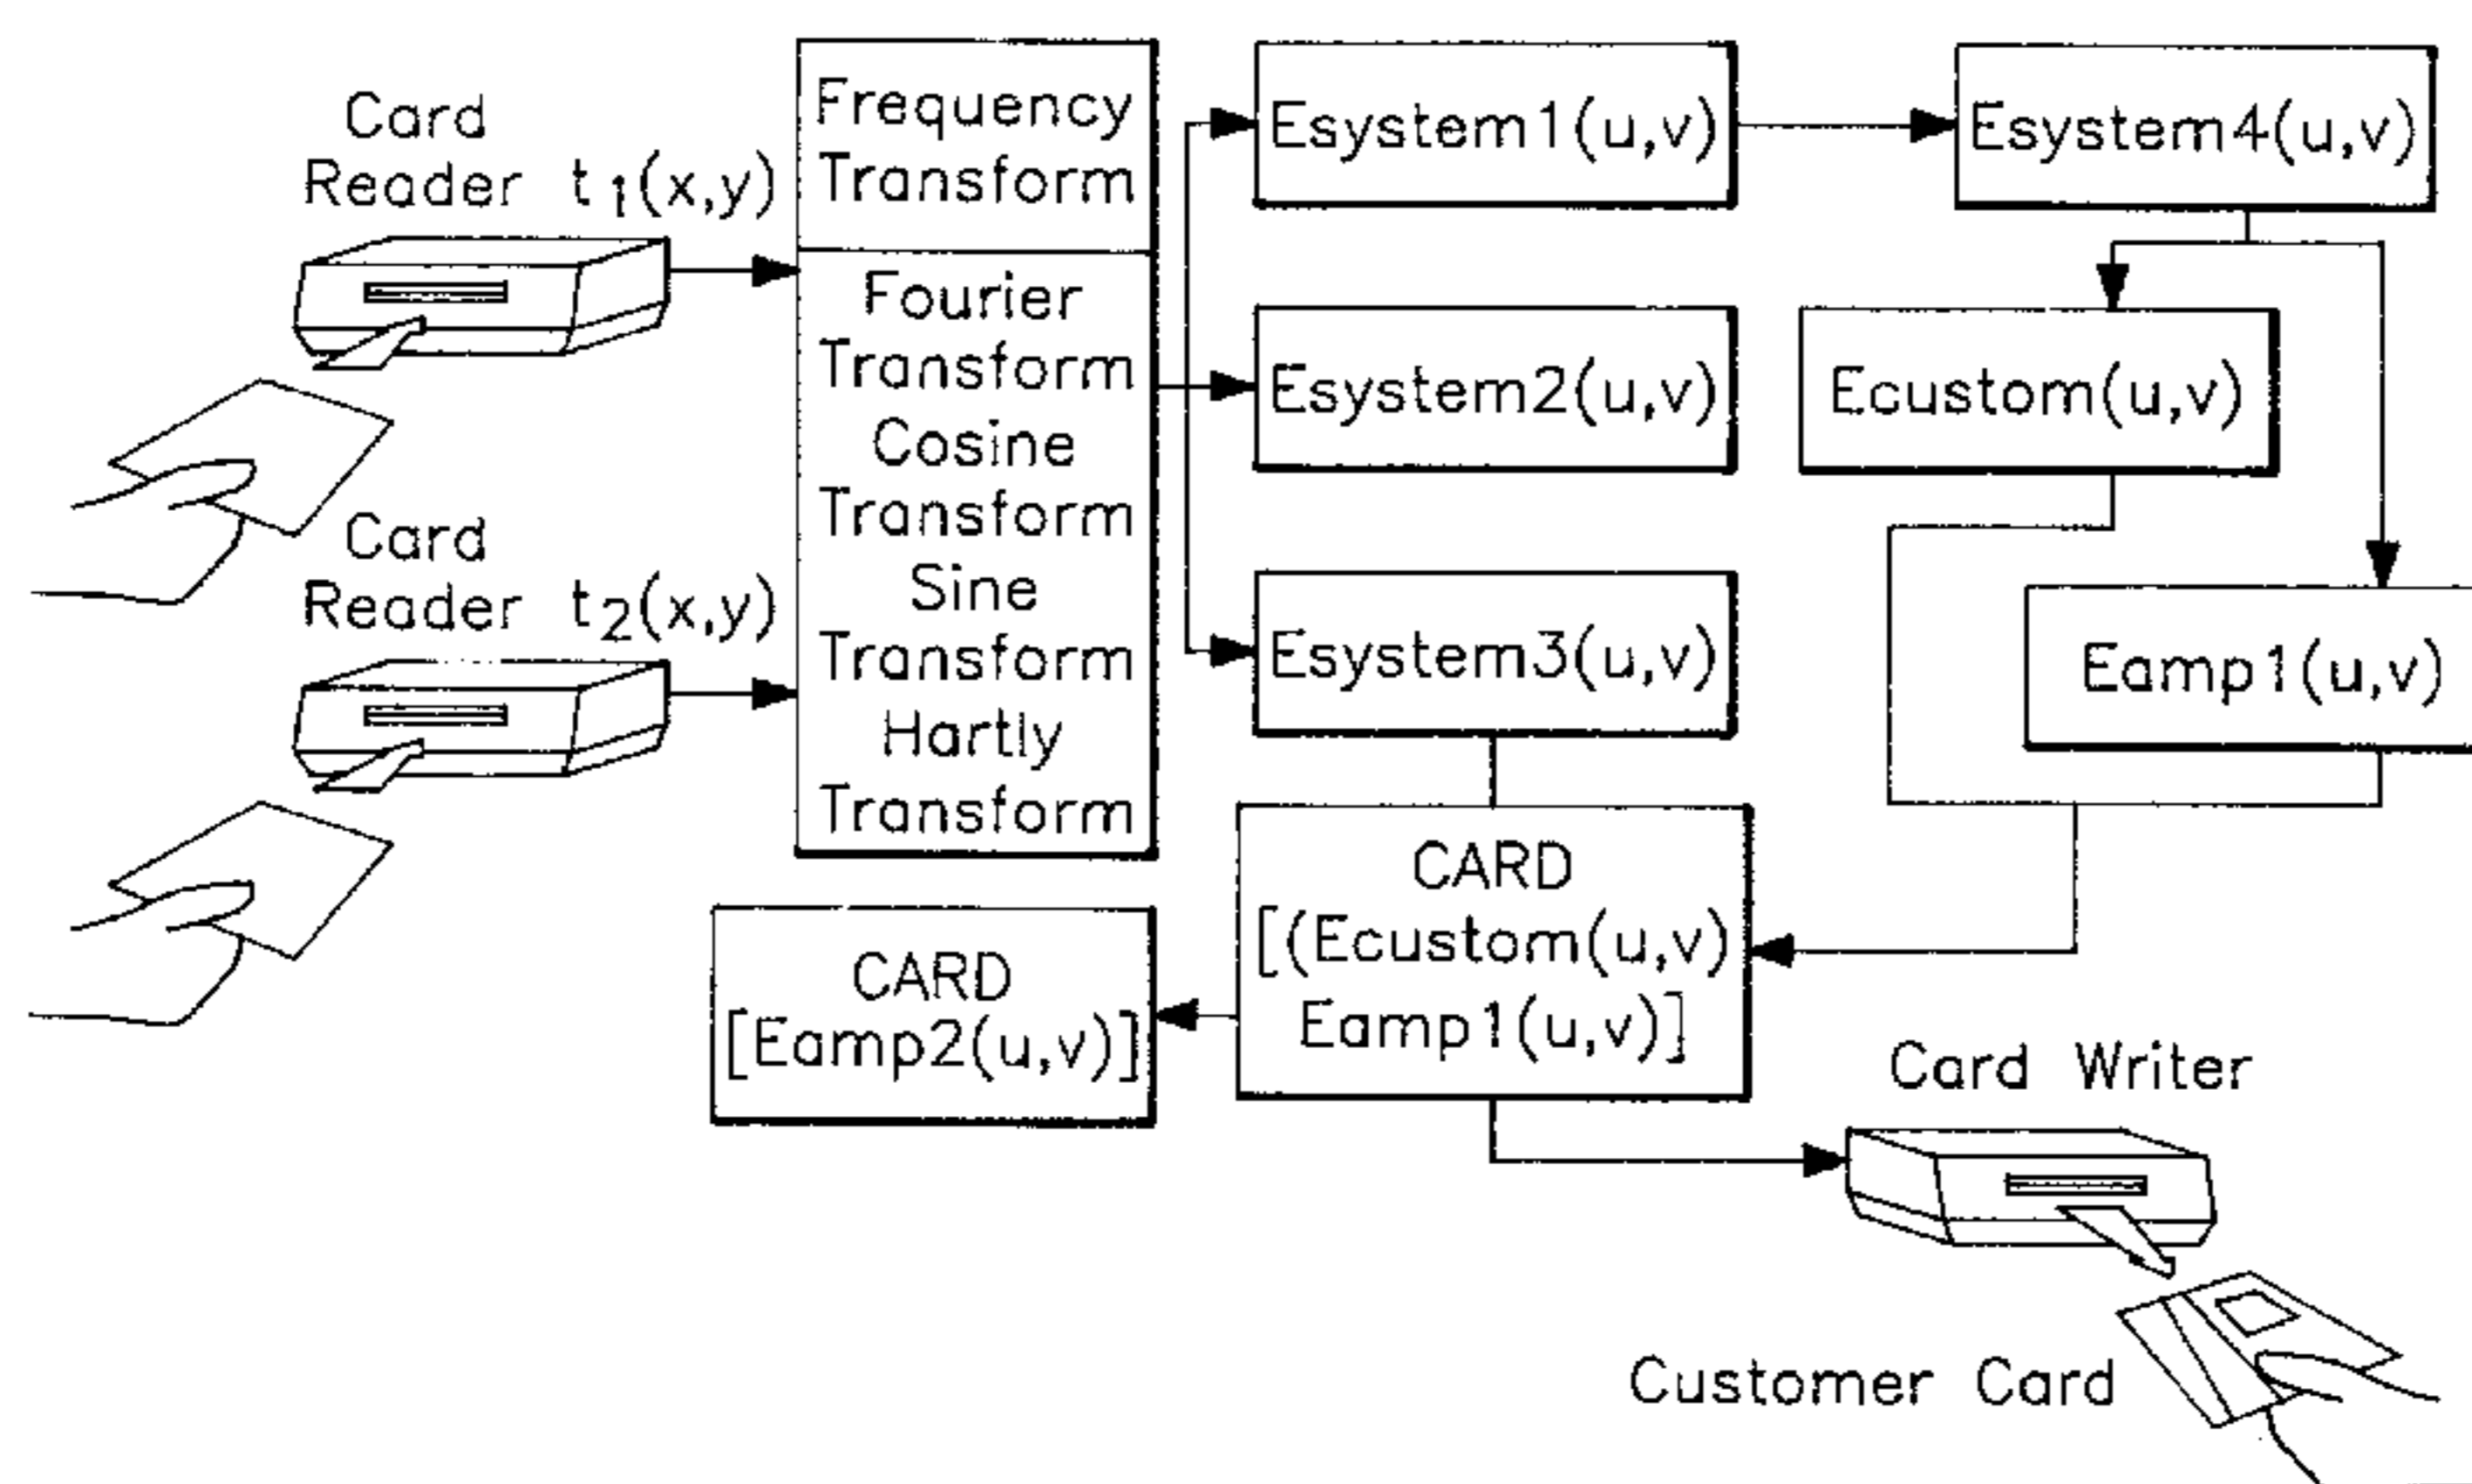 Card
Reader t1(x,y)
Card
Reader t2(x,y)
Frequency
Transform
Fourier
Transform
Cosine
Transform
Sine
Transform
Hartly
Transform
Esystem1(u,v)
Esystem4(u,v)
Esystem2(u,v)
Ecustom(u,v)
Esystem3(u,v)
Eamp1(u,v)
CARD
[(Ecustom(u,v)
Eamp1(u,v)]
CARD
[Eamp2(u,v)]
Card Writer
Customer Card